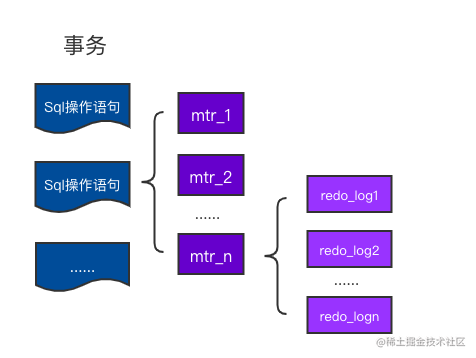 事务
Sql操作语句
Sql操作语句
......
mtr_1
mtr_2
......
mtr_n
redo_log1
redo_log2
......
redo_logn
@稀土掘金技术社区